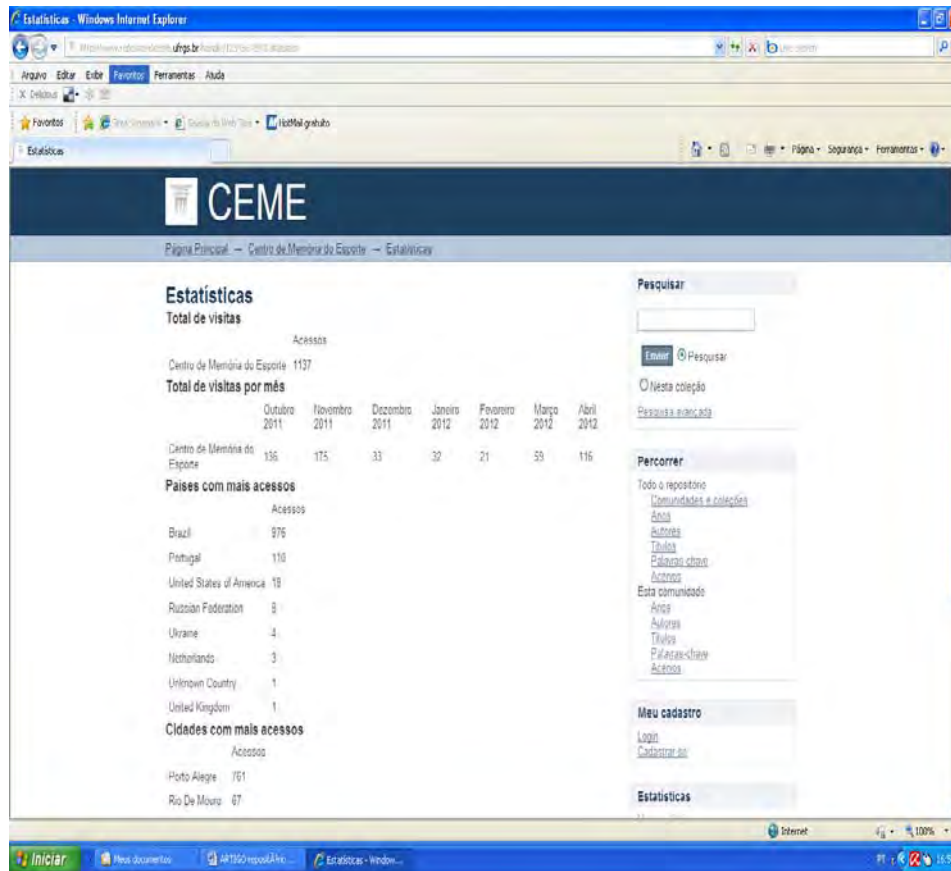 Estatísticas - Windows Internet Explorer
ufrgs.br
Arquivo Editar Exibir Favoritos Ferramentas Ajuda
X Delicious
Favoritos HotMail gratuito
Estatísticas Página Segurança Ferramentas
CEME
Página Principal → Centro de Memória do Esporte → Estatísticas
Estatísticas
Total de visitas
Acessos
Centro de Memória do Esporte 1137
Total de visitas por mês
Outubro 2011 Novembro 2011 Dezembro 2011 Janeiro 2012 Fevereiro 2012 Março 2012 Abril 2012
Centro de Memória do Esporte 136 175 33 32 21 59 116
Países com mais acessos
Acessos
Brazil 976
Portugal
United States of America
Russian Federation
Ukraine 4
Netherlands 3
Unknown Country 1
United Kingdom 1
Cidades com mais acessos
Acessos
Porto Alegre 761
Rio De Mouro 67
Pesquisar
Enviar Pesquisar
Nesta coleção
Pesquisa avançada
Percorrer
Todo o repositório
Comunidades e coleções
Anos
Autores
Títulos
Palavras-chave
Acervos
Esta comunidade
Anos
Autores
Títulos
Palavras-chave
Acervos
Meu cadastro
Login
Cadastrar-se
Estatísticas
Internet 100%
Iniciar Meus documentos Estatísticas - Window... PT